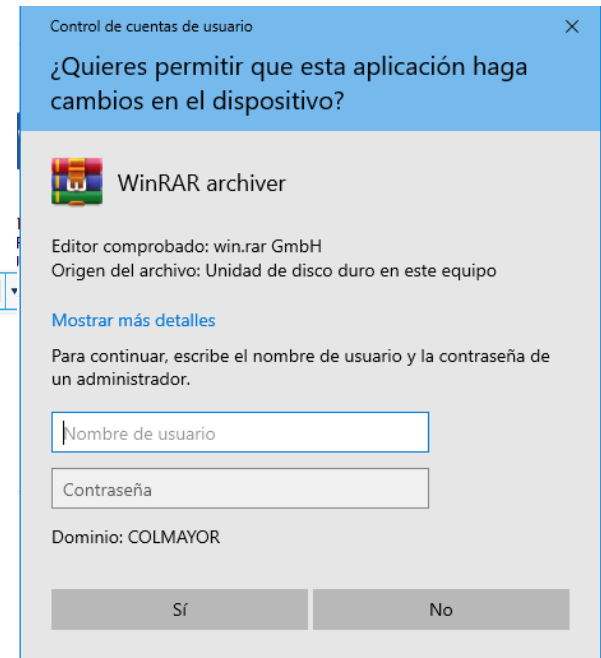 Control de cuentas de usuario
¿Quieres permitir que esta aplicación haga
cambios en el dispositivo?
WinRAR archiver
Editor comprobado: win.rar GmbH
Origen del archivo: Unidad de disco duro en este equipo
Mostrar más detalles
Para continuar, escribe el nombre de usuario y la contraseña de
un administrador.
Nombre de usuario
Contraseña
Dominio: COLMAYOR
Sí
No